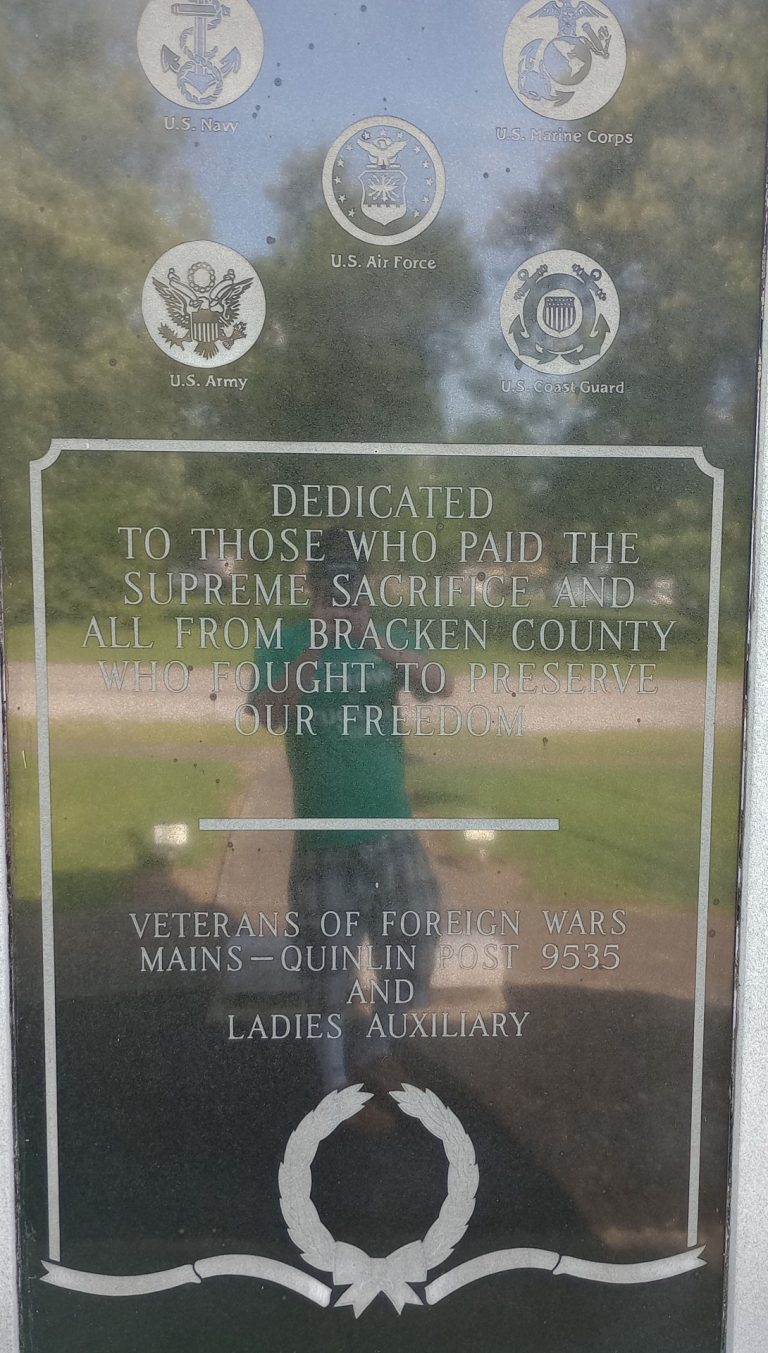 U.S. Navy
U.S. Marine Corps
U.S. Air Force
U.S. Army
U.S. Coast Guard
DEDICATED
TO THOSE WHO PAID THE
SUPREME SACRIFICE AND
ALL FROM BRACKEN COUNTY
WHO FOUGHT TO PRESERVE
OUR FREEDOM
VETERANS OF FOREIGN WARS
MAINS—QUINLIN POST 9535
AND
LADIES AUXILIARY